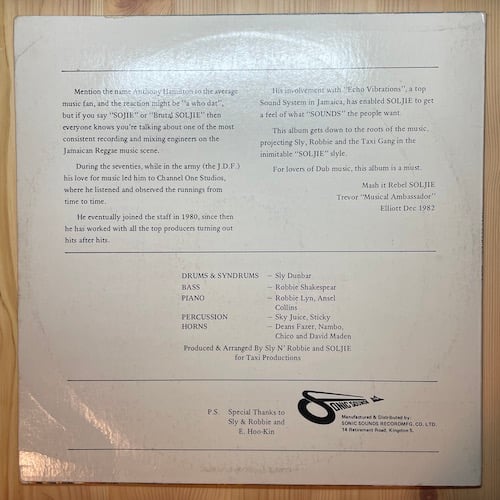 Mention the name Anthony Hamilton to the average
music fan, and the reaction might be "a who dat",
but if you say "SOJIE" or "Brutal SOLJIE" then
everyone knows you're talking about one of the most
consistent recording and mixing engineers on the
Jamaican Reggae music scene.
During the seventies, while in the army (the J.D.F.)
his love for music led him to Channel One Studios,
where he listened and observed the runnings from
time to time.
He eventually joined the staff in 1980, since then
he has worked with all the top producers turning out
hits after hits.
His involvement with "Echo Vibrations", a top
Sound System in Jamaica, has enabled SOLJIE to get
a feel of what "SOUNDS" the people want.
This album gets down to the roots of the music,
projecting Sly, Robbie and the Taxi Gang in the
inimitable "SOLJIE" slyle.
For lovers of Dub music, this album is a must.
Mash it Rebel SOLJIE
Trevor "Musical Ambassador"
Elliott Dec 1982
DRUMS & SYNDRUMS – Sly Dunbar
BASS – Robbie Shakespear
PIANO – Robbie Lyn, Ansel
Collins
PERCUSSION – Sky Juice, Sticky
HORNS – Deans Fazer, Nambo,
Chico and David Maden
Produced & Arranged By Sly N' Robbie and SOLJIE
for Taxi Productions
P.S. Special Thanks to
Sly & Robbie and
E. Hoo-Kin
SONIC SOUNDS
Manufactured & Distributed by:
SONIC SOUNDS RECOROMFG. CO. LTD.
14 Retirement Road, Kingston 5.